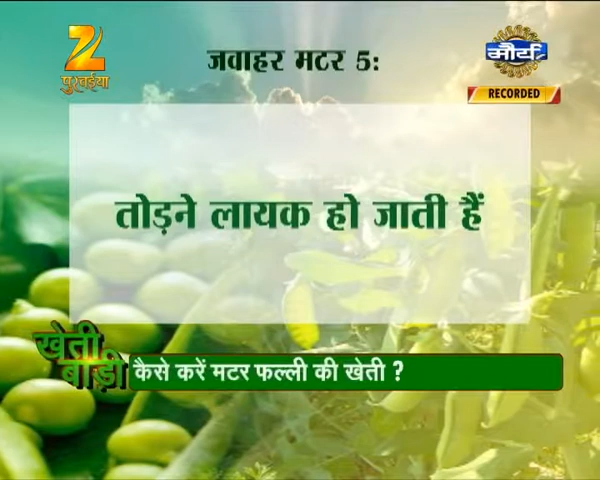 Z
पुरवईया
जवाहर मटर 5:
मौर्य
RECORDED
तोड़ने लायक हो जाती हैं
खेती
बाड़ी
कैसे करें मटर फल्ली की खेती ?